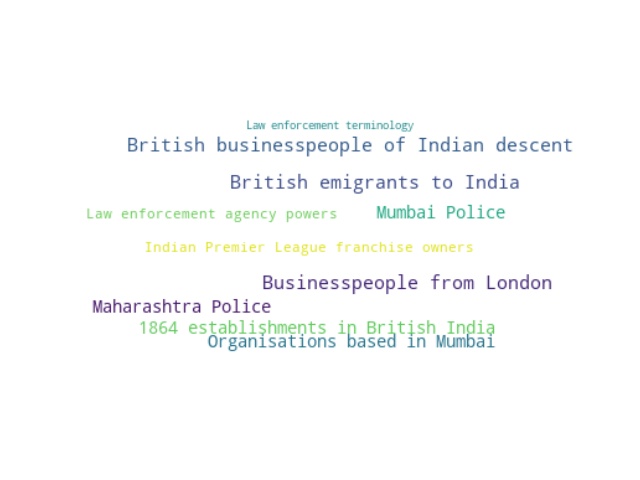 Law enforcement terminology
British businesspeople of Indian descent
British emigrants to India
Law enforcement agency powers
Mumbai Police
Indian Premier League franchise owners
Businesspeople from London
Maharashtra Police
1864 establishments in British India
Organisations based in Mumbai